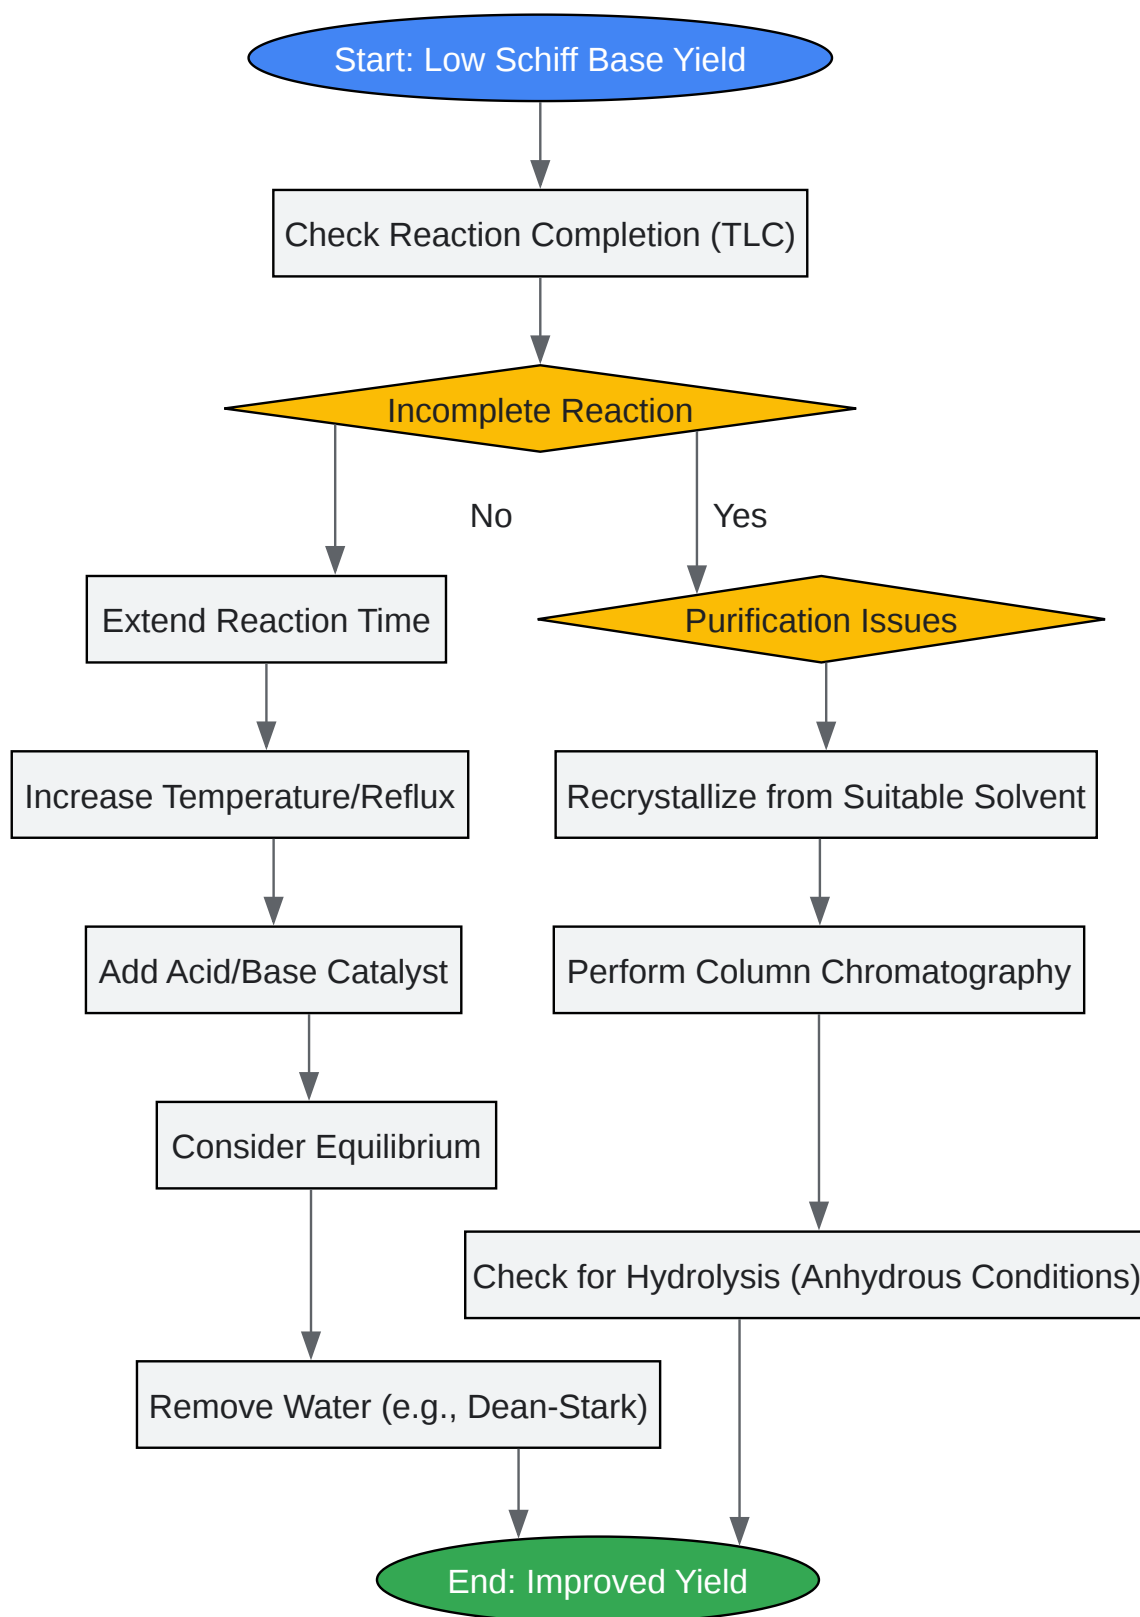 Start: Low Schiff Base Yield
Check Reaction Completion (TLC)
Incomplete Reaction
No
Yes
Extend Reaction Time
Purification Issues
Increase Temperature/Reflux
Recrystallize from Suitable Solvent
Add Acid/Base Catalyst
Perform Column Chromatography
Consider Equilibrium
Check for Hydrolysis (Anhydrous Conditions)
Remove Water (e.g., Dean-Stark)
End: Improved Yield